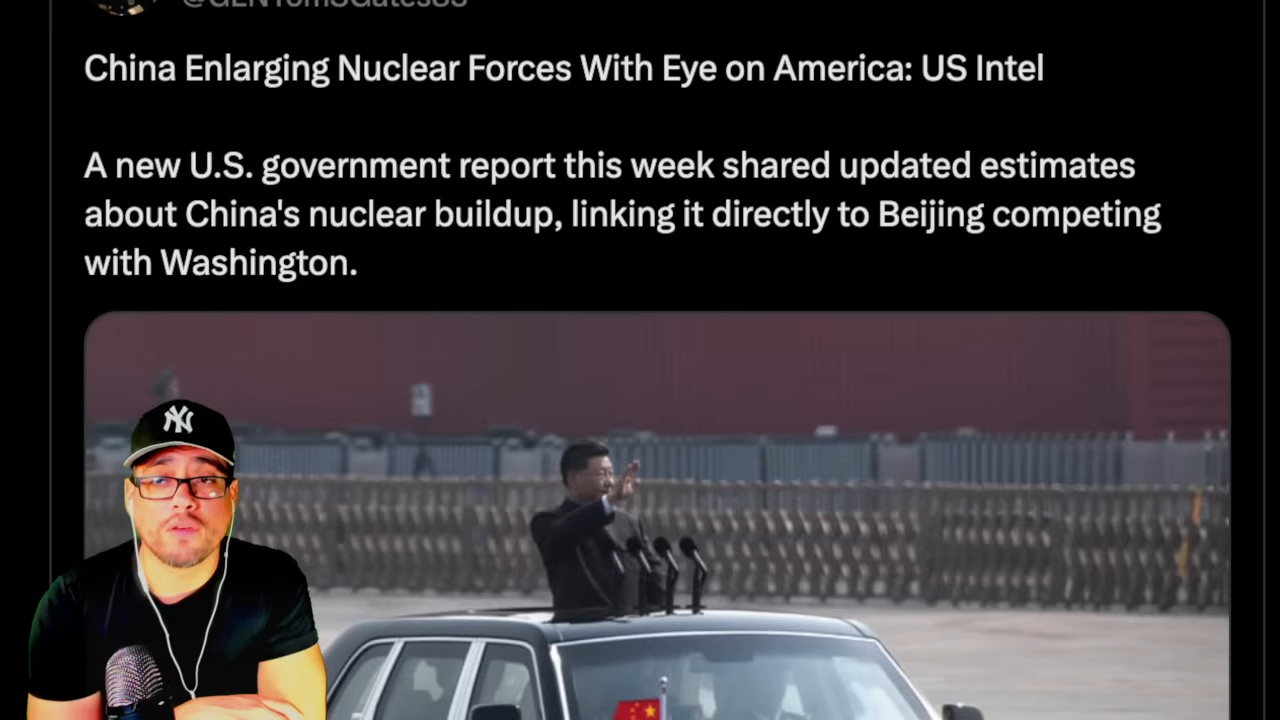 China Enlarging Nuclear Forces With Eye on America: US Intel
A new U.S. government report this week shared updated estimates
about China's nuclear buildup, linking it directly to Beijing competing
with Washington.
NY